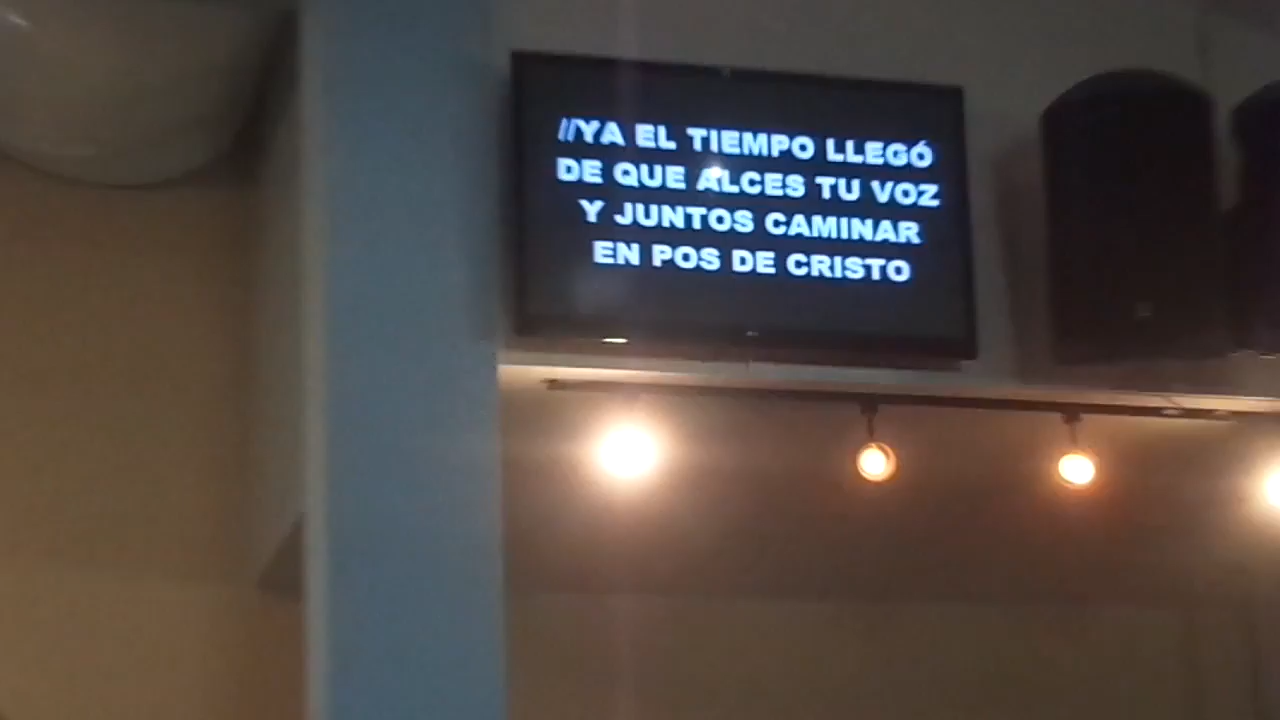 //YA EL TIEMPO LLEGÓ
DE QUE ALCES TU VOZ
Y JUNTOS CAMINAR
EN POS DE CRISTO